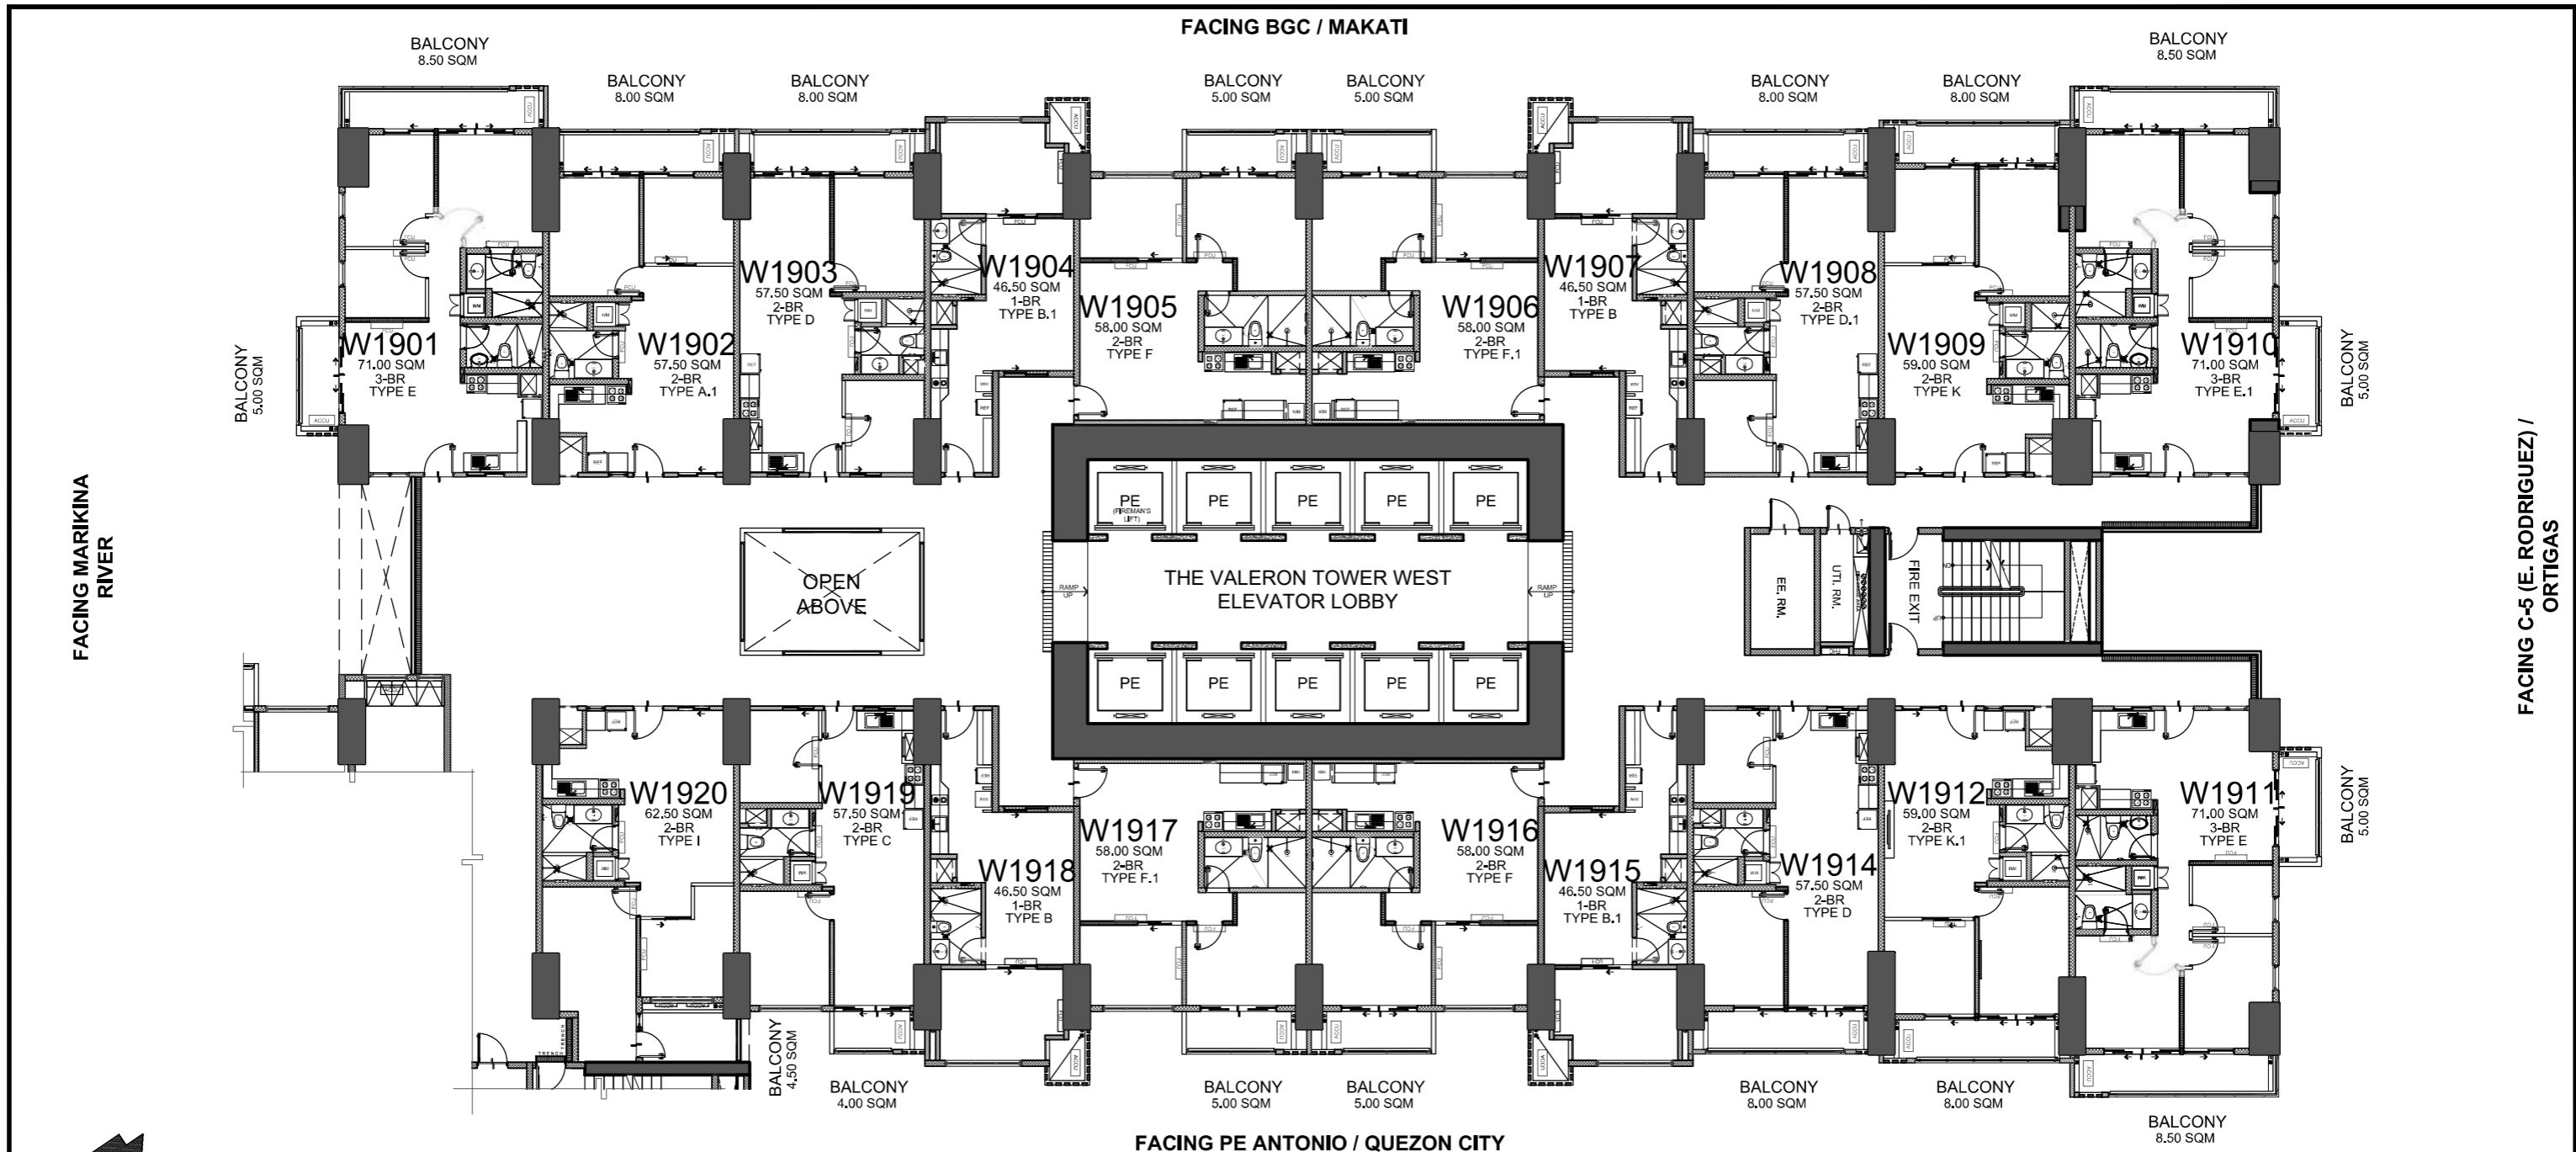 FACING BGC / MAKATI
BALCONY
8.50 SQM
BALCONY
8.00 SQM
BALCONY
8.00 SQM
BALCONY
5.00 SQM
BALCONY
5.00 SQM
BALCONY
8.00 SQM
BALCONY
8.00 SQM
BALCONY
8.50 SQM
W1901
71.00 SQM
3-BR
TYPE E
W1902
57.50 SQM
2-BR
TYPE A.1
W1903
57.50 SQM
2-BR
TYPE D
W1904
46.50 SQM
1-BR
TYPE B.1
W1905
58.00 SQM
2-BR
TYPE F
W1906
58.00 SQM
2-BR
TYPE F.1
W1907
46.50 SQM
1-BR
TYPE B
W1908
57.50 SQM
2-BR
TYPE D.1
W1909
59.00 SQM
2-BR
TYPE K
W1910
71.00 SQM
3-BR
TYPE E.1
BALCONY
5.00 SQM
BALCONY
5.00 SQM
FACING MARIKINA
RIVER
FACING C-5 (E. RODRIGUEZ) /
ORTIGAS
PE
(FIREMAN'S
LIFT)
PE
PE
PE
PE
OPEN
ABOVE
RAMP
UP
THE VALERON TOWER WEST
ELEVATOR LOBBY
RAMP
UP
EE. RM.
UTI. RM.
FIRE EXIT
DN
UP
PE
PE
PE
PE
PE
W1920
62.50 SQM
2-BR
TYPE I
W1919
57.50 SQM
2-BR
TYPE C
W1918
46.50 SQM
1-BR
TYPE B
W1917
58.00 SQM
2-BR
TYPE F.1
W1916
58.00 SQM
2-BR
TYPE F
W1915
46.50 SQM
1-BR
TYPE B.1
W1914
57.50 SQM
2-BR
TYPE D
W1912
59.00 SQM
2-BR
TYPE K.1
W1911
71.00 SQM
3-BR
TYPE E
BALCONY
5.00 SQM
TRENCH
TRENCH
BALCONY
4.50 SQM
BALCONY
4.00 SQM
BALCONY
5.00 SQM
BALCONY
5.00 SQM
BALCONY
8.00 SQM
BALCONY
8.00 SQM
BALCONY
8.50 SQM
FACING PE ANTONIO / QUEZON CITY